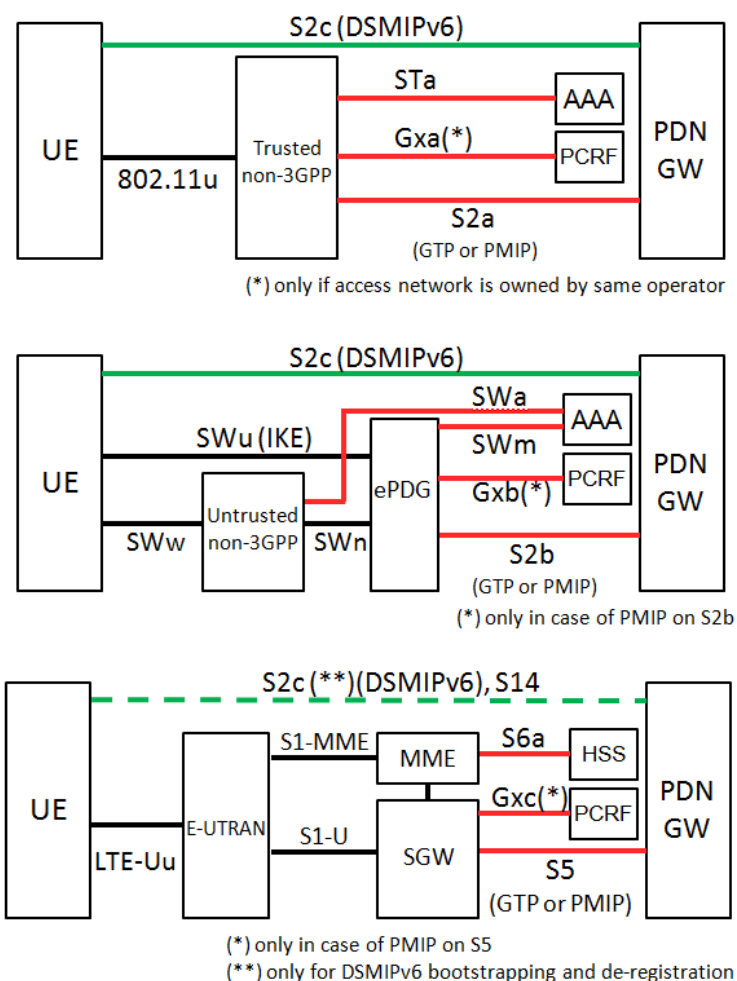 S2c (DSMIPv6)
UE
Trusted
non-3GPP
802.11u
STa
AAA
Gxa(*)
PCRF
S2a
(GTP or PMIP)
PDN
GW
(*) only if access network is owned by same operator
S2c (DSMIPv6)
UE
SWu (IKE)
SWa
AAA
SWm
ePDG
PCRF
Gxb(*)
Untrusted
non-3GPP
SWw
SWn
S2b
(GTP or PMIP)
PDN
GW
(*) only in case of PMIP on S2b
S2c (**)(DSMIPv6), S14
UE
S1-MME
MME
S6a
HSS
Gxc(*)
PCRF
E-UTRAN
LTE-Uu
S1-U
SGW
S5
(GTP or PMIP)
PDN
GW
(*) only in case of PMIP on S5
(**) only for DSMIPv6 bootstrapping and de-registration